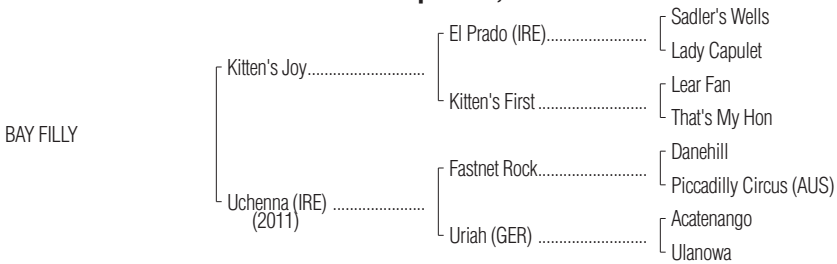 Sadler's Wells
El Prado (IRE)........................
Lady Capulet
Kitten's Joy............................
Lear Fan
Kitten's First ..........................
That's My Hon
BAY FILLY
Danehill
Fastnet Rock..........................
Piccadilly Circus (AUS)
Uchenna (IRE) ......................
(2011)
Acatenango
Uriah (GER) ..........................
Ulanowa